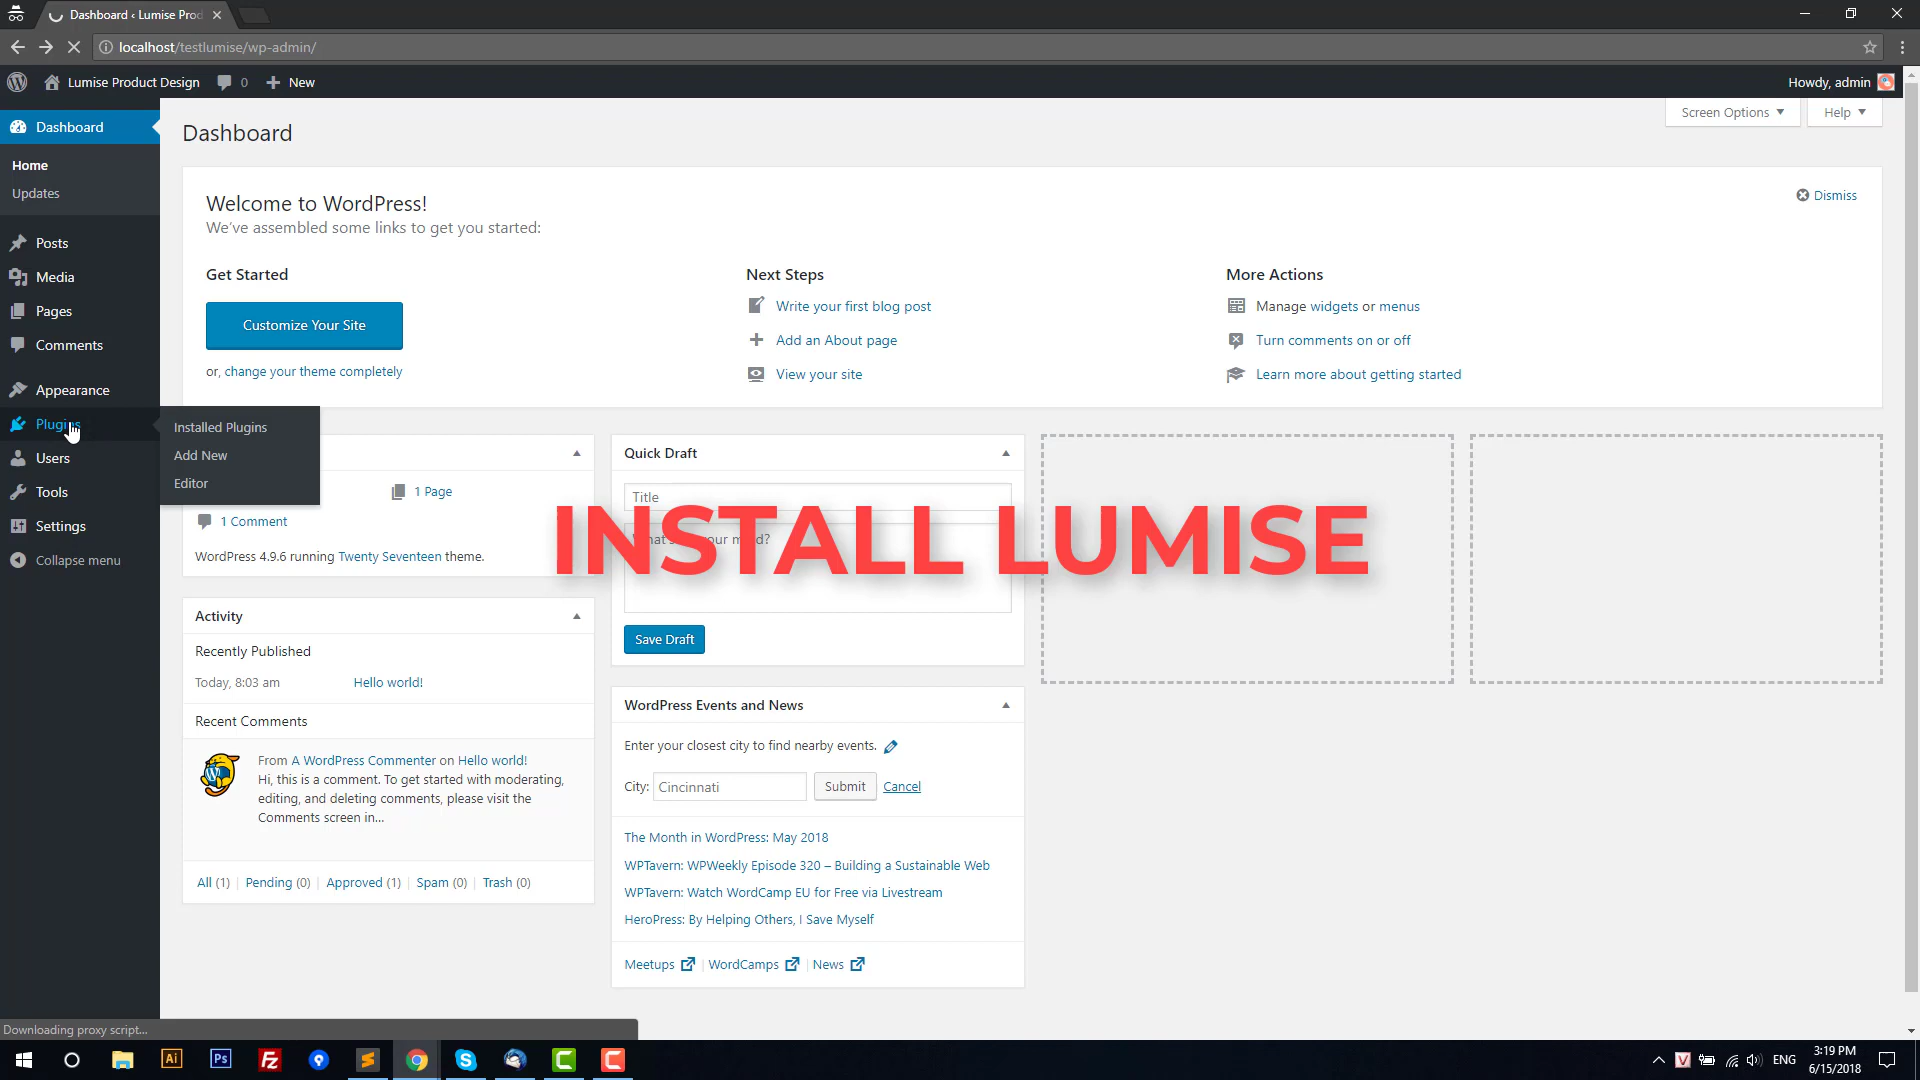 Dashboard ‹ Lumise Prod
localhost/testlumise/wp-admin/
Lumise Product Design
0
New
Howdy, admin
Dashboard
Home
Updates
Posts
Media
Pages
Comments
Appearance
Plugins
Users
Tools
Settings
Collapse menu
Installed Plugins
Add New
Editor
Dashboard
Screen Options
Help
Welcome to WordPress!
We've assembled some links to get you started:
Dismiss
Get Started
Customize Your Site
or, change your theme completely
Next Steps
Write your first blog post
Add an About page
View your site
More Actions
Manage widgets or menus
Turn comments on or off
Learn more about getting started
1 Page
1 Comment
WordPress 4.9.6 running Twenty Seventeen theme.
Activity
Recently Published
Today, 8:03 am Hello world!
Recent Comments
From A WordPress Commenter on Hello world!
Hi, this is a comment. To get started with moderating,
editing, and deleting comments, please visit the
Comments screen in...
All (1) | Pending (0) | Approved (1) | Spam (0) | Trash (0)
Quick Draft
Title
What's your mind?
INSTALL LUMISE
Save Draft
WordPress Events and News
Enter your closest city to find nearby events.
City: Cincinnati Submit Cancel
The Month in WordPress: May 2018
WPTavern: WPWeekly Episode 320 – Building a Sustainable Web
WPTavern: Watch WordCamp EU for Free via Livestream
HeroPress: By Helping Others, I Save Myself
Meetups | WordCamps | News
Downloading proxy script...
Ai
Ps
Fz
V
ENG
3:19 PM
6/15/2018